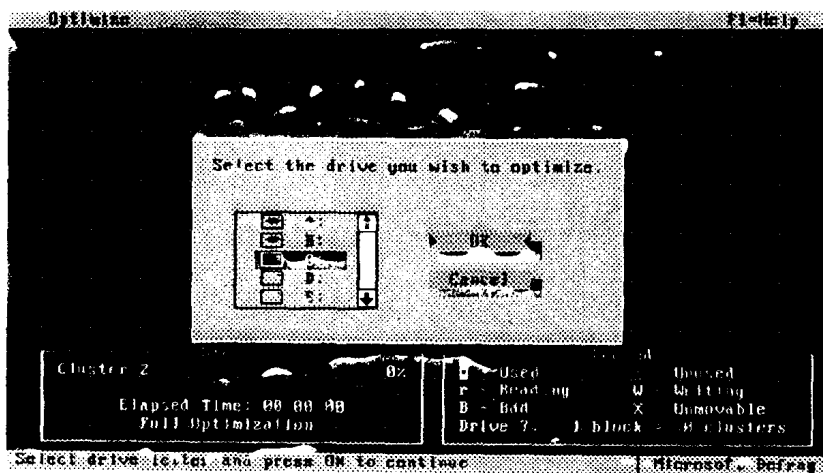 Optimize F1=Help
Select the drive you wish to optimize.
A:
B:
D:
OK
Cancel
Cluster 2 0%
Elapsed Time: 00:00:00
Full Optimization
Used Unused
r - Reading W - Writing
B - Bad X - Unmovable
Drive 1 block = clusters
Select drive and press OK to continue Microsoft Defrag